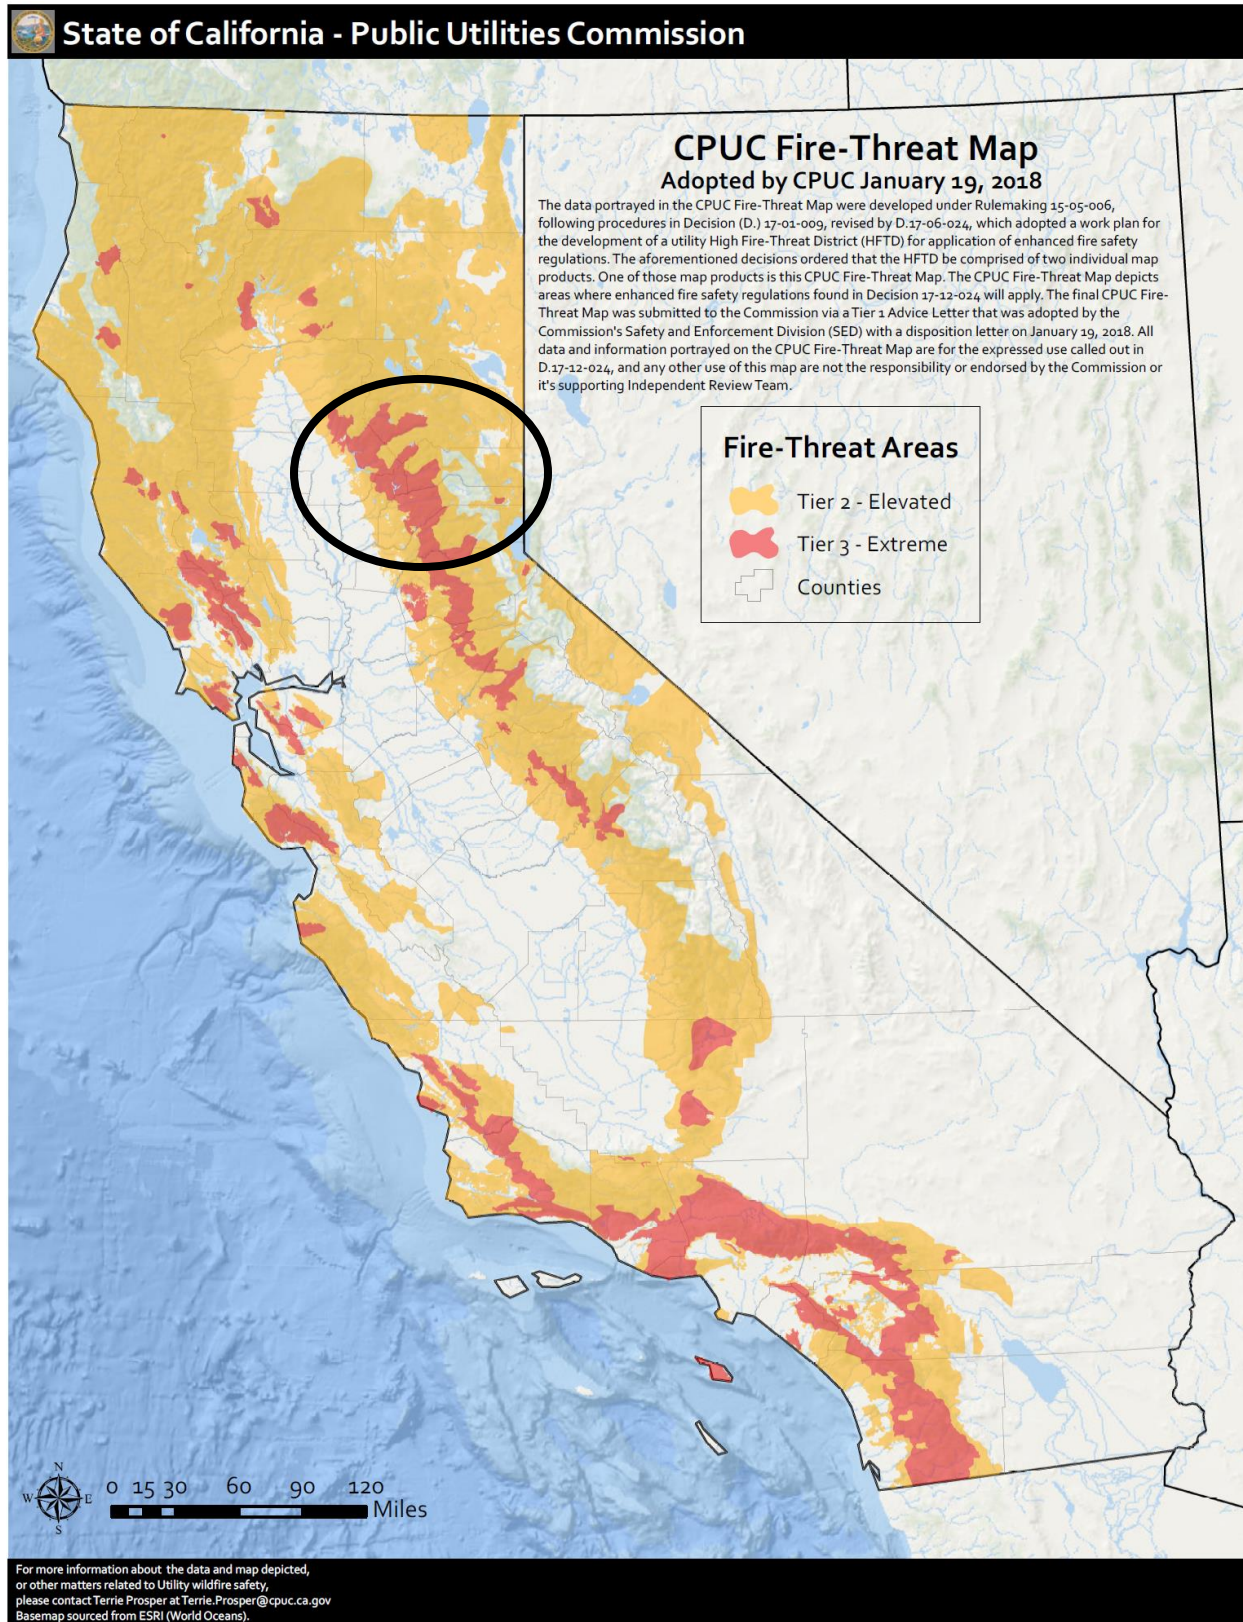 State of California - Public Utilities Commission
CPUC Fire-Threat Map
Adopted by CPUC January 19, 2018
The data portrayed in the CPUC Fire-Threat Map were developed under Rulemaking 15-05-006,
following procedures in Decision (D.) 17-01-009, revised by D.17-06-024, which adopted a work plan for
the development of a utility High Fire-Threat District (HFTD) for application of enhanced fire safety
regulations. The aforementioned decisions ordered that the HFTD be comprised of two individual map
products. One of those map products is this CPUC Fire-Threat Map. The CPUC Fire-Threat Map depicts
areas where enhanced fire safety regulations found in Decision 17-12-024 will apply. The final CPUC Fire-
Threat Map was submitted to the Commission via a Tier 1 Advice Letter that was adopted by the
Commission's Safety and Enforcement Division (SED) with a disposition letter on January 19, 2018. All
data and information portrayed on the CPUC Fire-Threat Map are for the expressed use called out in
D.17-12-024, and any other use of this map are not the responsibility or endorsed by the Commission or
it's supporting Independent Review Team.
Fire-Threat Areas
Tier 2 - Elevated
Tier 3 - Extreme
Counties
N
W E
S
0 15 30 60 90 120
Miles
For more information about the data and map depicted,
or other matters related to Utility wildfire safety,
please contact Terrie Prosper at Terrie.Prosper@cpuc.ca.gov
Basemap sourced from ESRI (World Oceans).